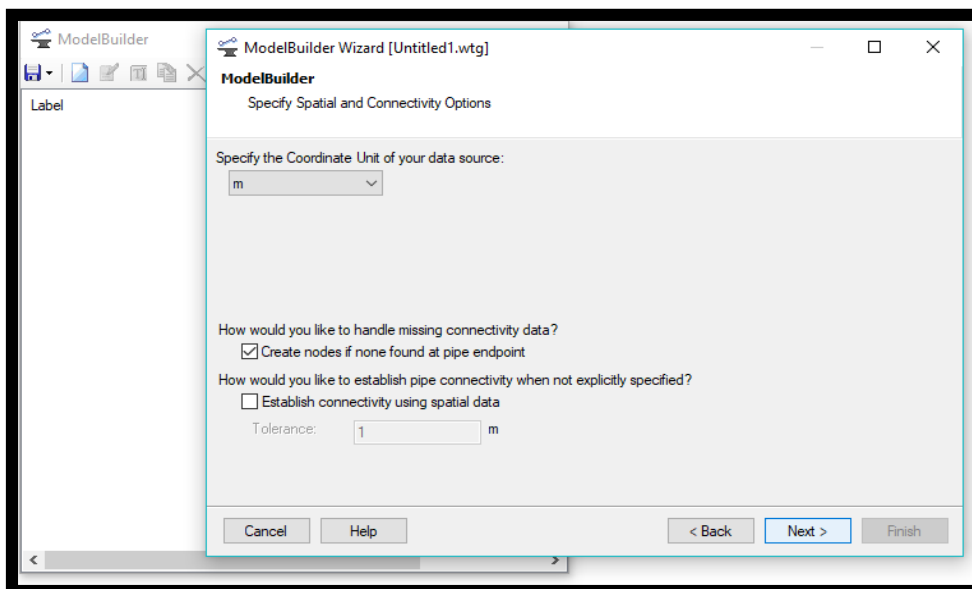 ModelBuilder
Label
ModelBuilder Wizard [Untitled1.wtg]
ModelBuilder
Specify Spatial and Connectivity Options
Specify the Coordinate Unit of your data source:
m
How would you like to handle missing connectivity data?
Create nodes if none found at pipe endpoint
How would you like to establish pipe connectivity when not explicitly specified?
Establish connectivity using spatial data
Tolerance: 1 m
Cancel Help < Back Next > Finish